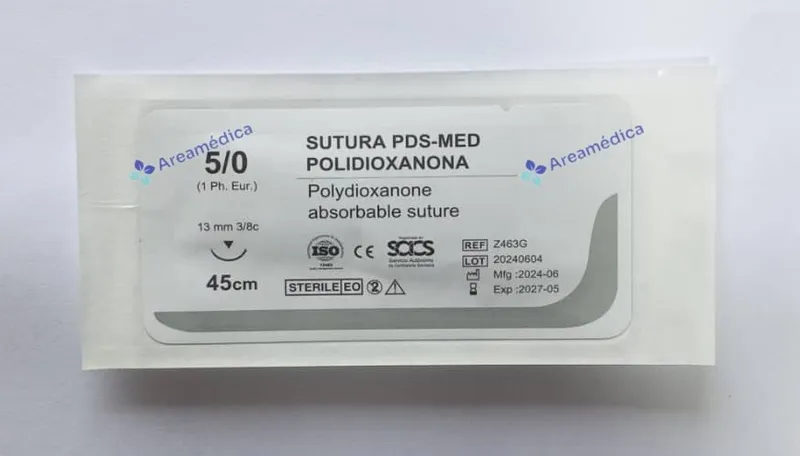 Areamédica
Areamédica
5/0
(1 Ph. Eur.)
13 mm 3/8c
45cm
SUTURA PDS-MED
POLIDIOXANONA
Polydioxanone
absorbable suture
ISO
CE
SACS
STERILE EO 2
REF Z463G
LOT 20240604
Mfg :2024-06
Exp :2027-05